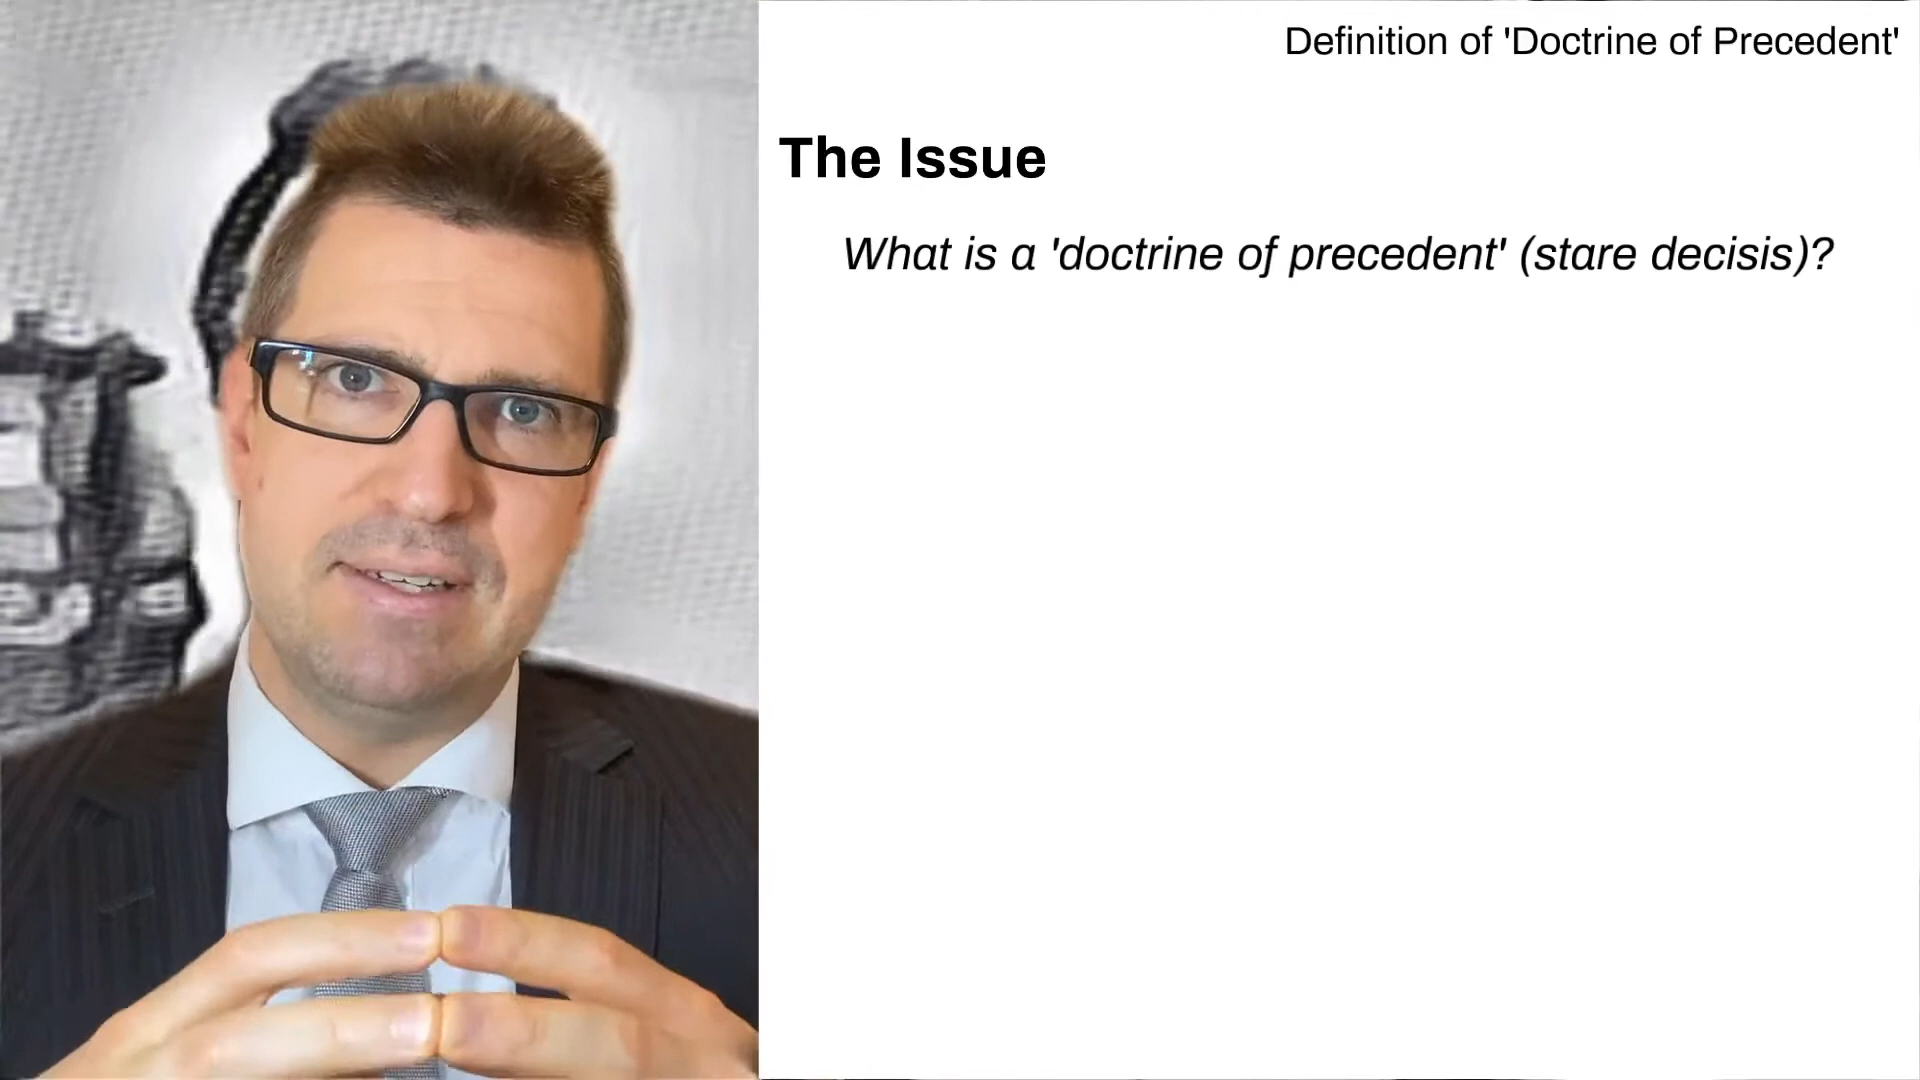 Definition of 'Doctrine of Precedent'
The Issue
What is a 'doctrine of precedent' (stare decisis)?